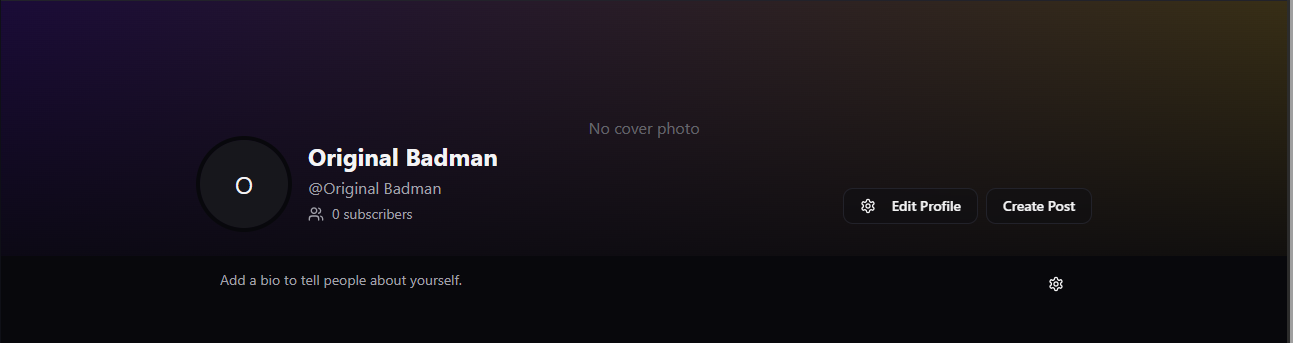 No cover photo
O
Original Badman
@Original Badman
0 subscribers
Edit Profile
Create Post
Add a bio to tell people about yourself.